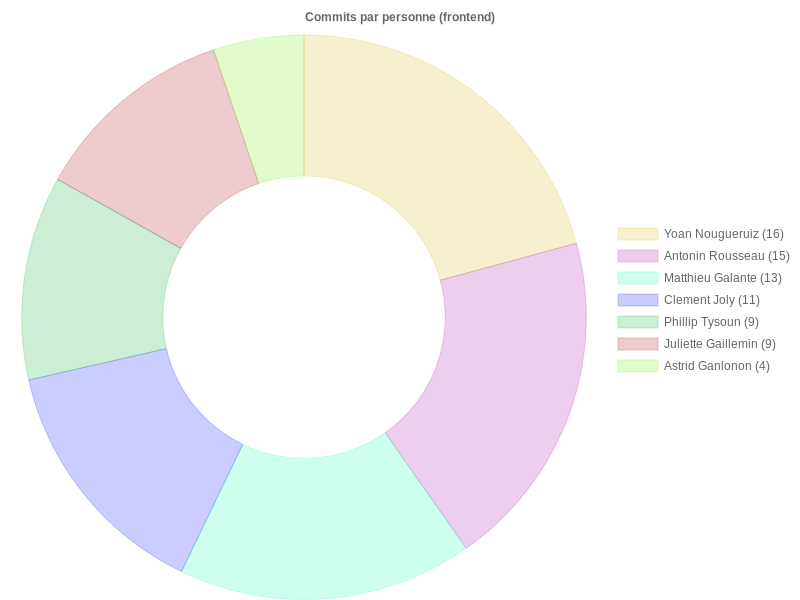 Commits par personne (frontend)
Yoan Nougueruiz (16)
Antonin Rousseau (15)
Matthieu Galante (13)
Clement Joly (11)
Phillip Tysoun (9)
Juliette Gaillemin (9)
Astrid Ganlonon (4)